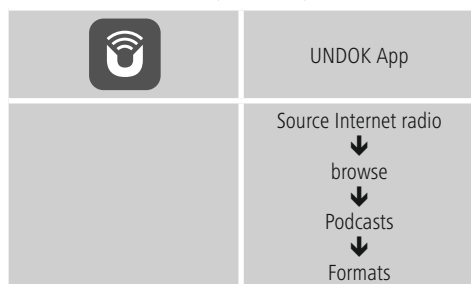 UNDOK App
Source Internet radio
browse
Podcasts
Formats